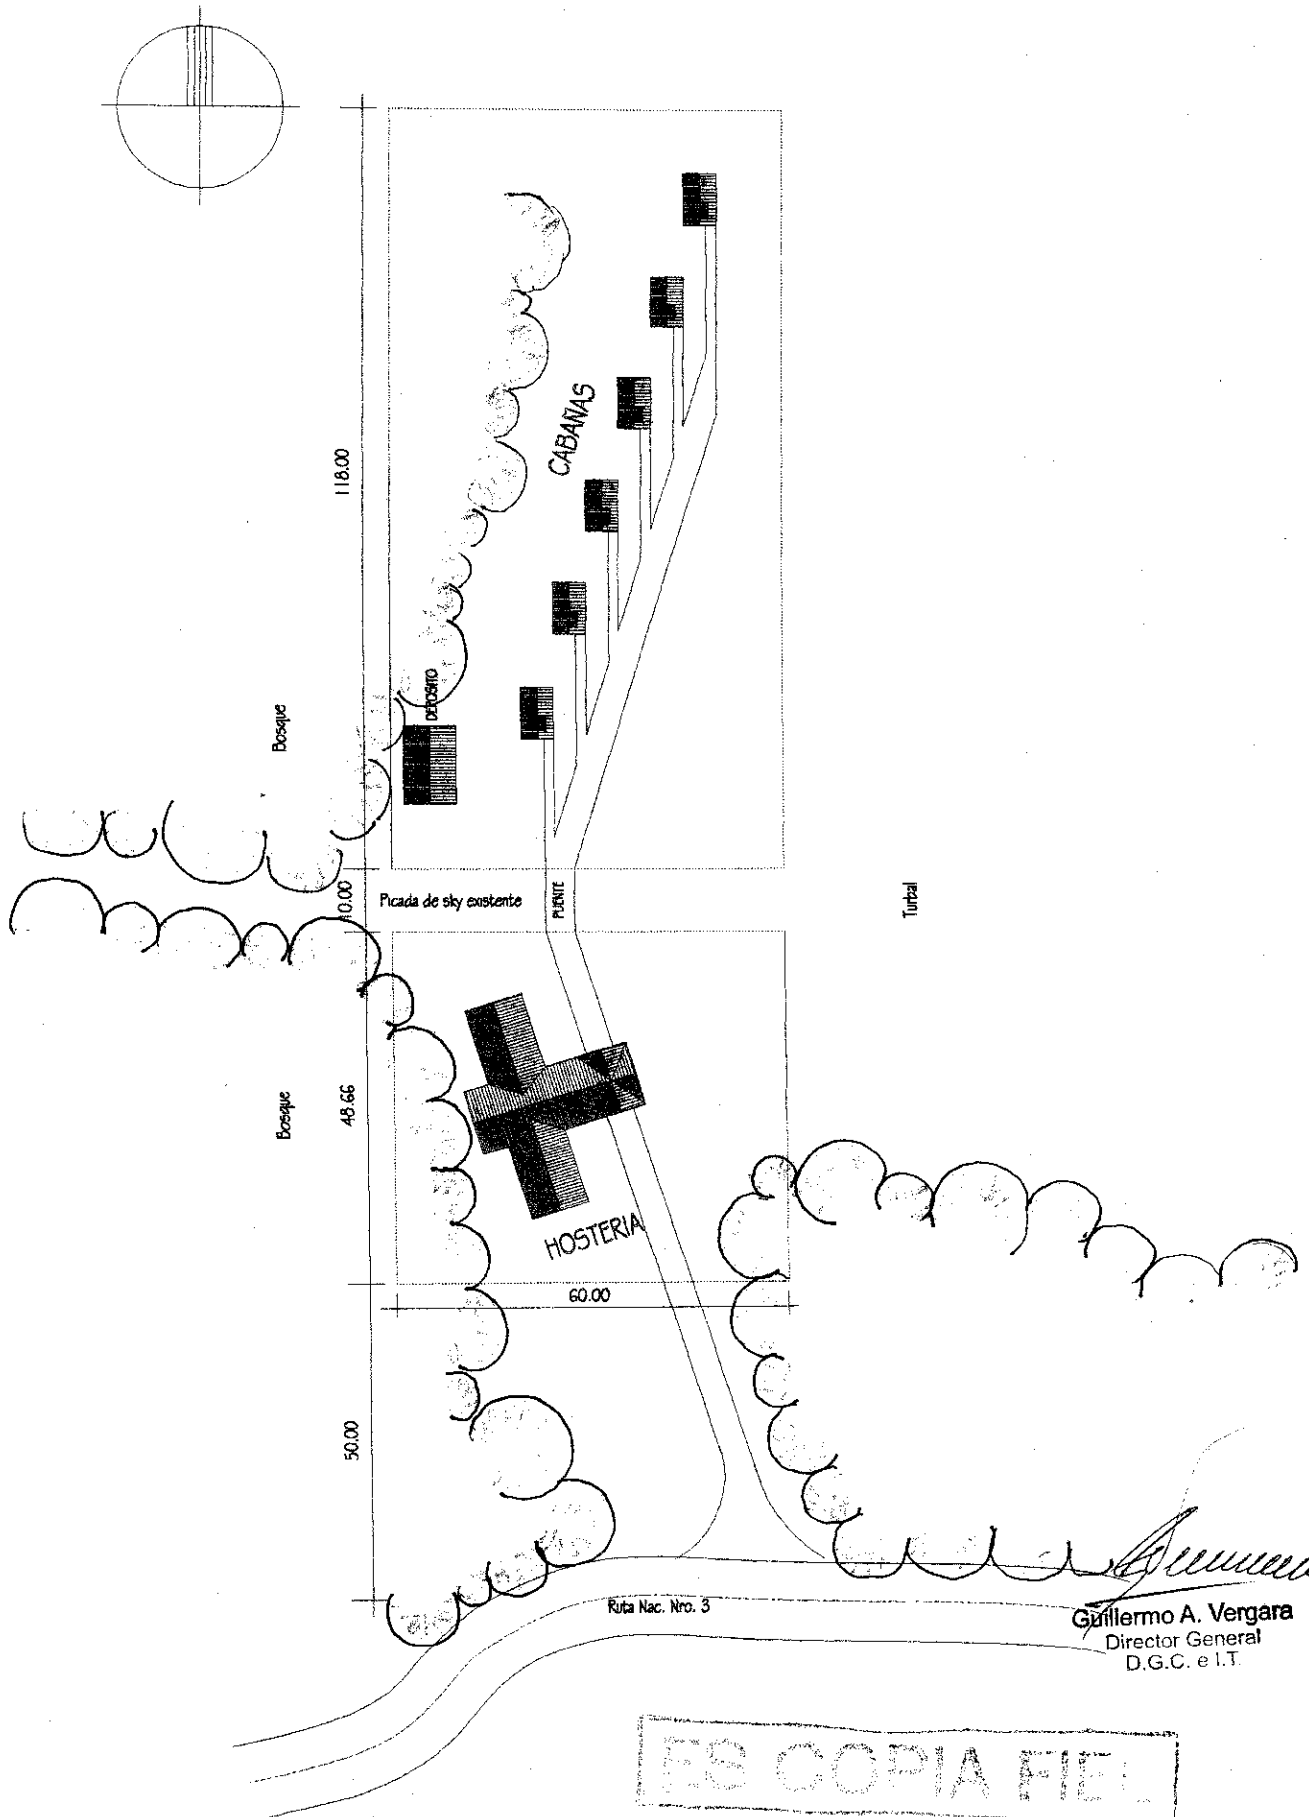 118.00
CABAÑAS
DEPOSITO
Bosque
10.00
Picada de sky existente
PUENTE
Turbal
Bosque
48.66
HOSTERIA
60.00
50.00
Ruta Nac. Nro. 3
Guillermo A. Vergara
Director General
D.G.C. e I.T.
ES COPIA FIEL